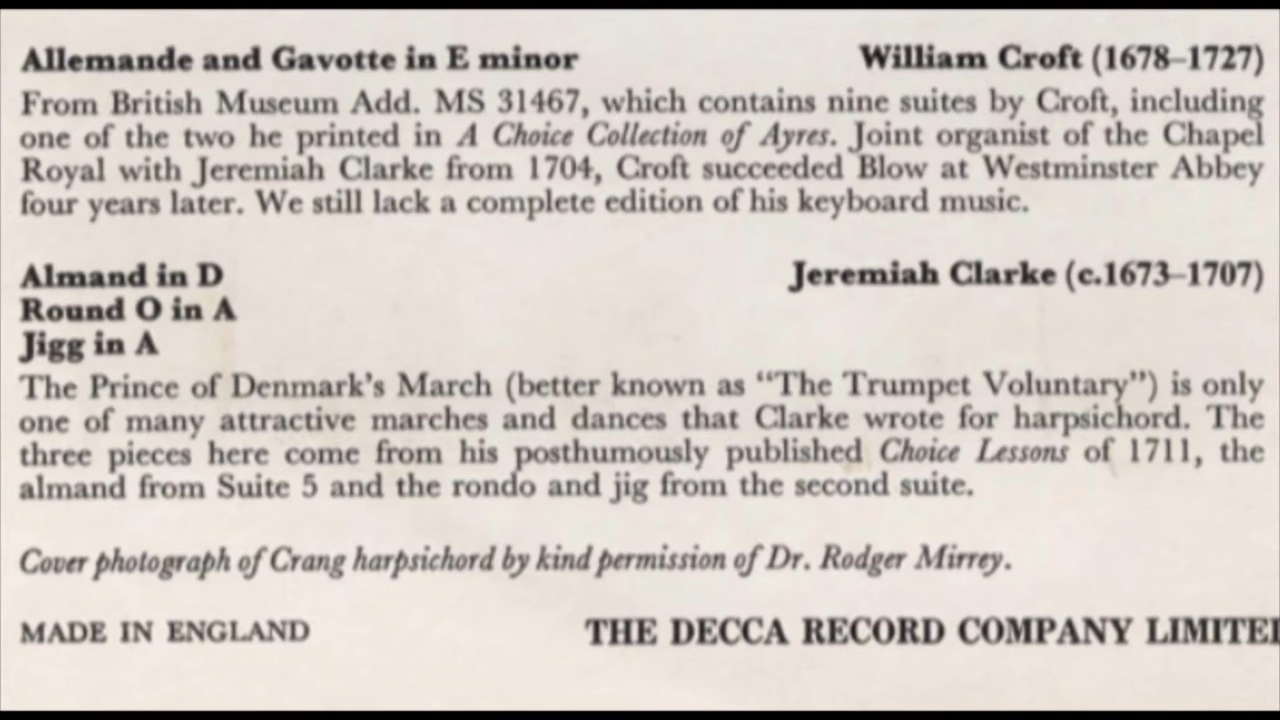 Allemande and Gavotte in E minor William Croft (1678–1727)
From British Museum Add. MS 31467, which contains nine suites by Croft, including
one of the two he printed in A Choice Collection of Ayres. Joint organist of the Chapel
Royal with Jeremiah Clarke from 1704, Croft succeeded Blow at Westminster Abbey
four years later. We still lack a complete edition of his keyboard music.
Almand in D Jeremiah Clarke (c.1673–1707)
Round O in A
Jigg in A
The Prince of Denmark's March (better known as “The Trumpet Voluntary”) is only
one of many attractive marches and dances that Clarke wrote for harpsichord. The
three pieces here come from his posthumously published Choice Lessons of 1711, the
almand from Suite 5 and the rondo and jig from the second suite.
Cover photograph of Crang harpsichord by kind permission of Dr. Rodger Mirrey.
MADE IN ENGLAND THE DECCA RECORD COMPANY LIMITE